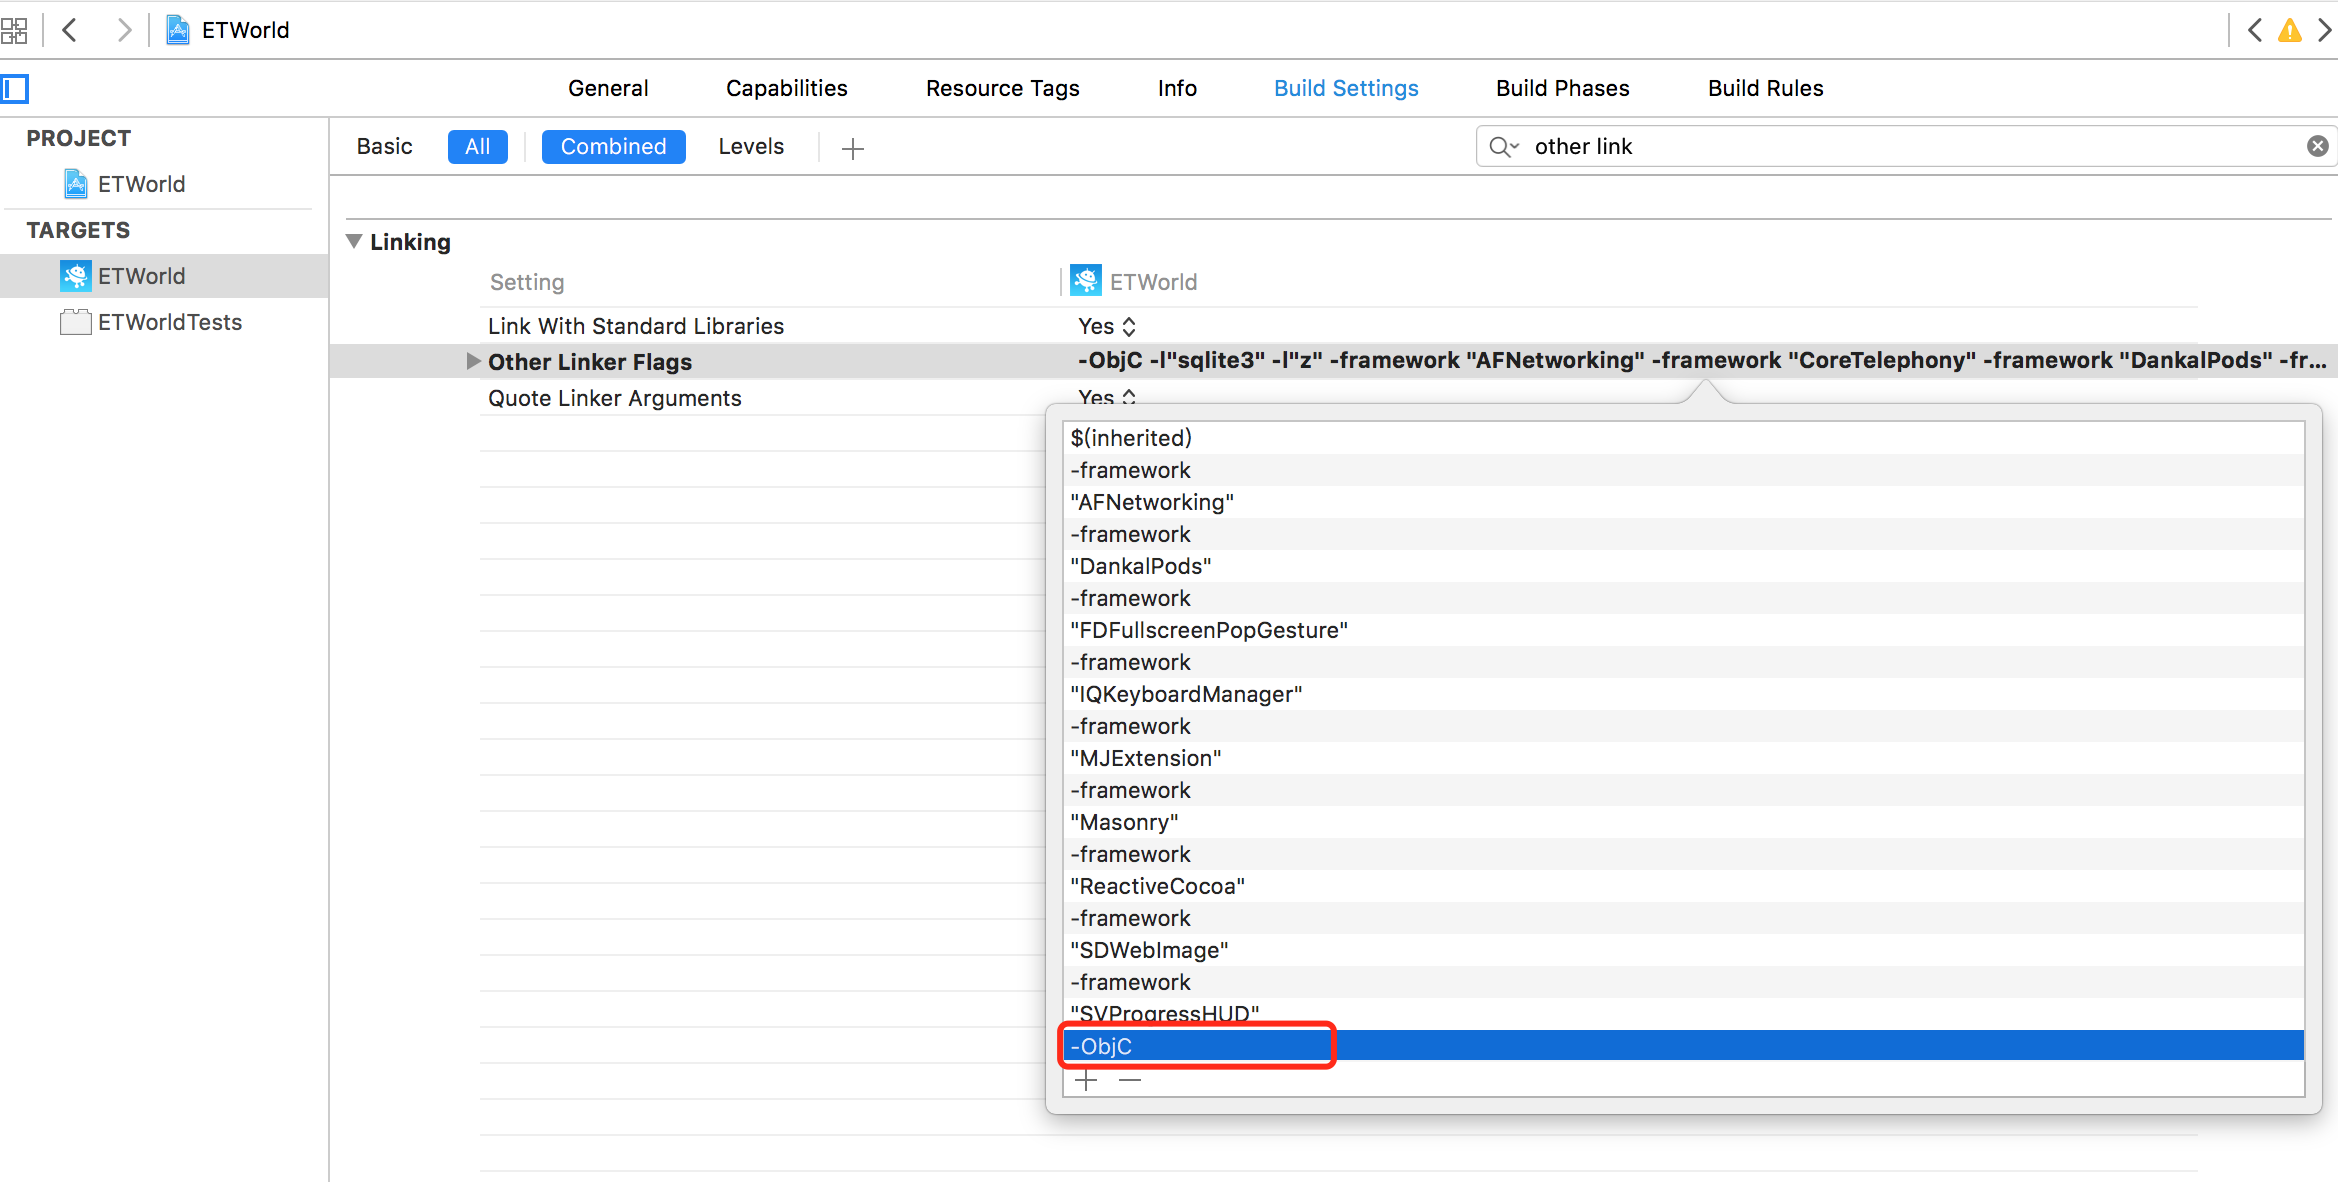 ETWorld
General Capabilities Resource Tags Info Build Settings Build Phases Build Rules
PROJECT
ETWorld
TARGETS
ETWorld
ETWorldTests
Basic All Combined Levels
other link
Linking
Setting ETWorld
Link With Standard Libraries Yes
Other Linker Flags -ObjC -l"sqlite3" -l"z" -framework "AFNetworking" -framework "CoreTelephony" -framework "DankalPods" -fr...
Quote Linker Arguments Yes
$(inherited)
-framework
"AFNetworking"
-framework
"DankalPods"
-framework
"FDFullscreenPopGesture"
-framework
"IQKeyboardManager"
-framework
"MJExtension"
-framework
"Masonry"
-framework
"ReactiveCocoa"
-framework
"SDWebImage"
-framework
"SVProgressHUD"
-ObjC